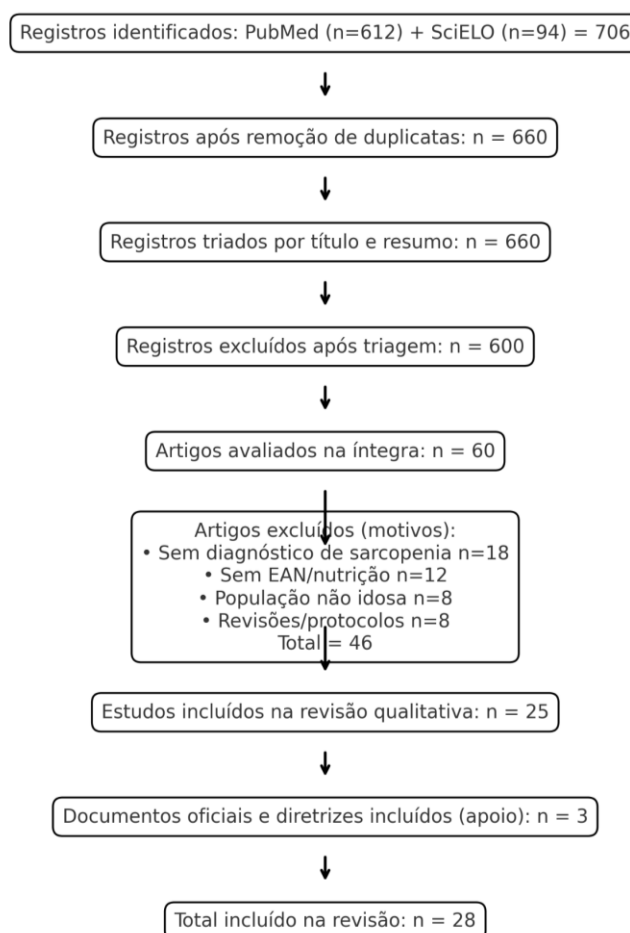 Registros identificados: PubMed (n=612) + SciELO (n=94) = 706
Registros após remoção de duplicatas: n = 660
Registros triados por título e resumo: n = 660
Registros excluídos após triagem: n = 600
Artigos avaliados na íntegra: n = 60
Artigos excluídos (motivos):
• Sem diagnóstico de sarcopenia n=18
• Sem EAN/nutrição n=12
• População não idosa n=8
• Revisões/protocolos n=8
Total = 46
Estudos incluídos na revisão qualitativa: n = 25
Documentos oficiais e diretrizes incluídos (apoio): n = 3
Total incluído na revisão: n = 28